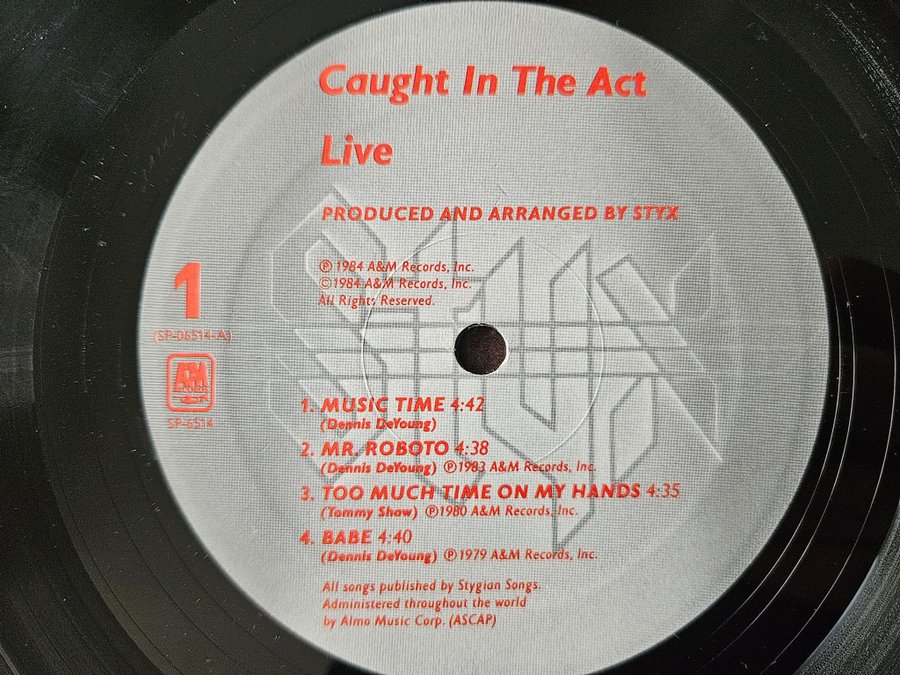 Caught In The Act
Live
PRODUCED AND ARRANGED BY STYX
℗ 1984 A&M Records, Inc.
©1984 A&M Records, Inc.
All Rights Reserved.
1
(SP-06514-A)
A&M
Records
SP-6514
1. MUSIC TIME 4:42
(Dennis DeYoung)
2. MR. ROBOTO 4:38
(Dennis DeYoung) ℗1983 A&M Records, Inc.
3. TOO MUCH TIME ON MY HANDS 4:35
(Tommy Shaw) ℗1980 A&M Records, Inc.
4. BABE 4:40
(Dennis DeYoung) ℗1979 A&M Records, Inc.
All songs published by Stygian Songs.
Administered throughout the world
by Almo Music Corp. (ASCAP)
Styx